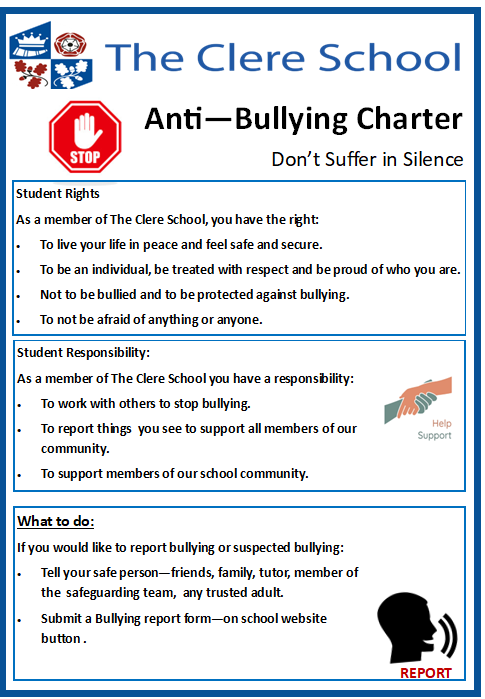 The Clere School
STOP
Anti—Bullying Charter
Don't Suffer in Silence
Student Rights
As a member of The Clere School, you have the right:
• To live your life in peace and feel safe and secure.
• To be an individual, be treated with respect and be proud of who you are.
• Not to be bullied and to be protected against bullying.
• To not be afraid of anything or anyone.
Student Responsibility:
As a member of The Clere School you have a responsibility:
• To work with others to stop bullying.
• To report things you see to support all members of our
community.
• To support members of our school community.
Help
Support
What to do:
If you would like to report bullying or suspected bullying:
• Tell your safe person—friends, family, tutor, member of
the safeguarding team, any trusted adult.
• Submit a Bullying report form—on school website
button .
REPORT